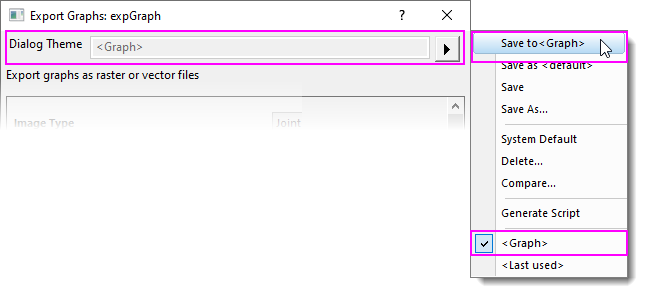 Export Graphs: expGraph
? 
Dialog Theme <Graph>
Export graphs as raster or vector files
Image Type Joint
Save to<Graph>
Save as <default>
Save
Save As...
System Default
Delete...
Compare...
Generate Script
<Graph>
<Last used>